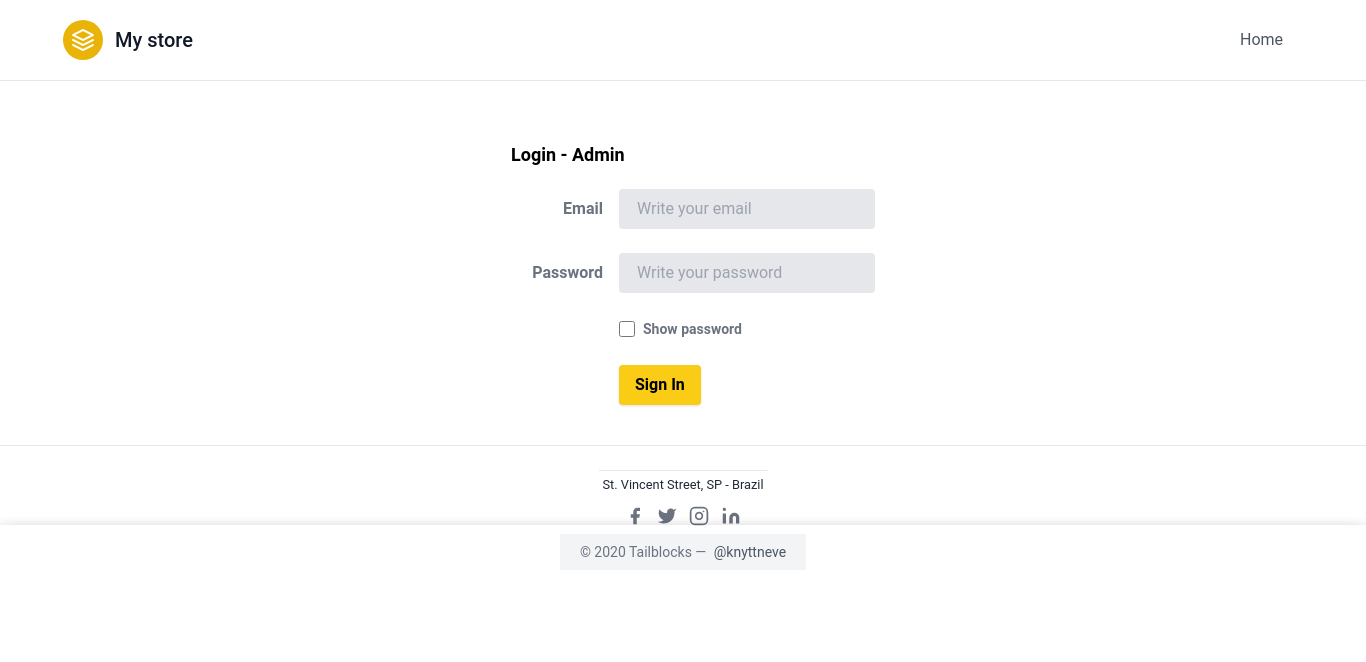 My store
Home
Login - Admin
Email
Write your email
Password
Write your password
Show password
Sign In
St. Vincent Street, SP - Brazil
© 2020 Tailblocks — @knyttneve